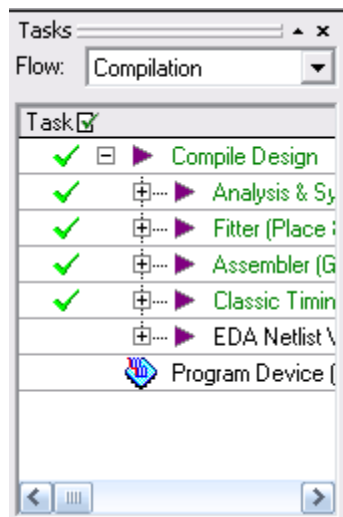 Tasks
Flow: Compilation
Task
Compile Design
Analysis & Sy
Fitter (Place
Assembler (G
Classic Timin
EDA Netlist
Program Device (